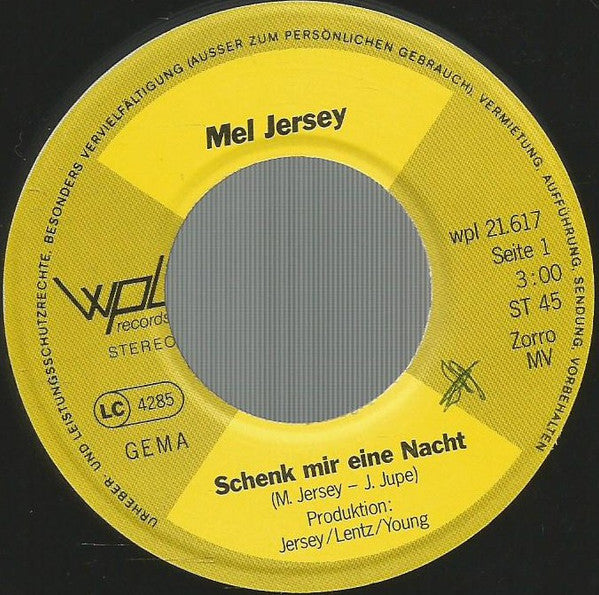 URHEBER UND LEISTUNGSSCHUTZRECHTE, BESONDERS VERVIELFÄLTIGUNG (AUSSER ZUM PERSÖNLICHEN GEBRAUCH), VERMIETUNG, AUFFÜHRUNG, SENDUNG, VORBEHALTEN
Mel Jersey
wpl
records
STEREO
LC 4285
GEMA
wpl 21.617
Seite 1
3:00
ST 45
Zorro
MV
Schenk mir eine Nacht
(M. Jersey – J. Jupe)
Produktion:
Jersey/Lentz/Young